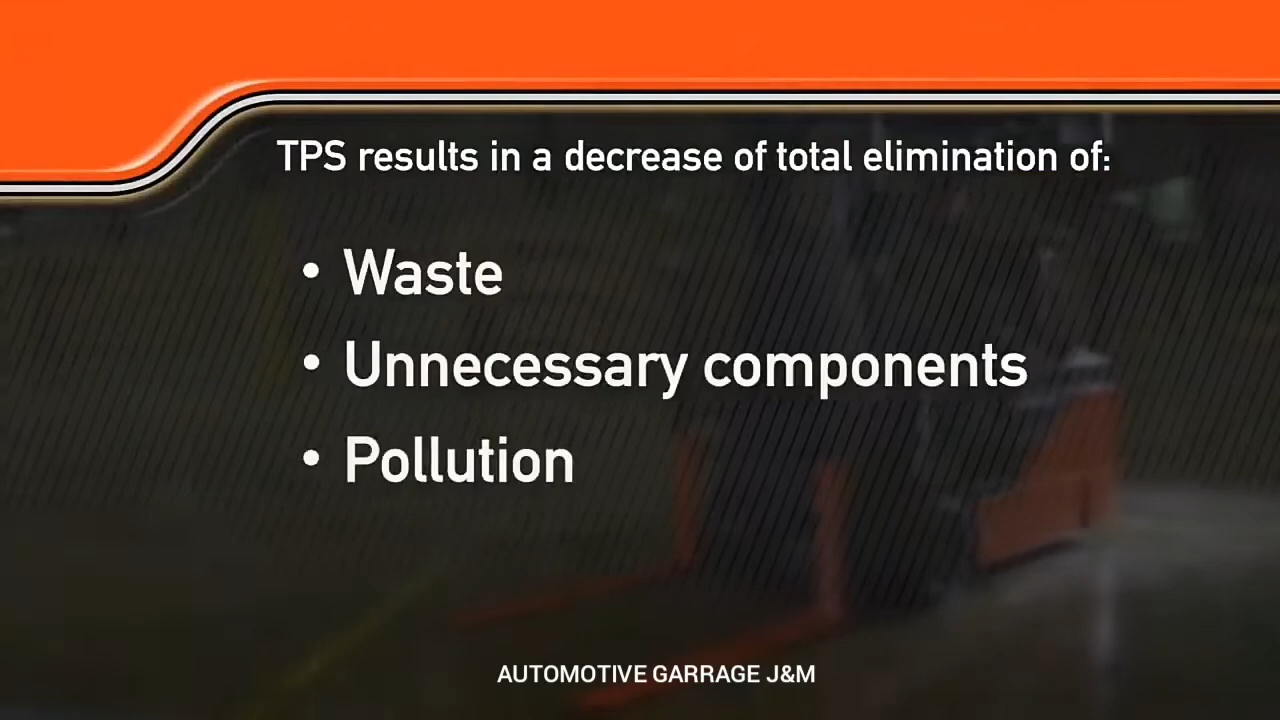 TPS results in a decrease of total elimination of:
• Waste
• Unnecessary components
• Pollution
AUTOMOTIVE GARRAGE J&M